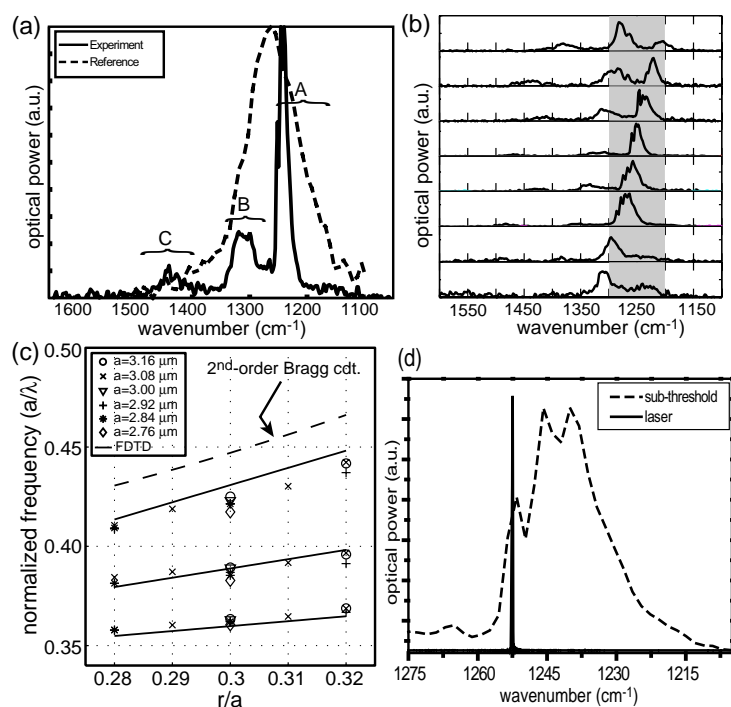 (a)
Experiment
Reference
A
B
C
optical power (a.u.)
1600 1500 1400 1300 1200 1100
wavenumber (cm-1)
(b)
optical power (a.u.)
1550 1450 1350 1250 1150
wavenumber (cm-1)
(c)
0.50
0.45
0.40
0.35
normalized frequency (a/λ)
a=3.16 μm
a=3.08 μm
a=3.00 μm
a=2.92 μm
a=2.84 μm
a=2.76 μm
FDTD
2nd-order Bragg cdt.
0.28 0.29 0.3 0.31 0.32
r/a
(d)
sub-threshold
laser
optical power (a.u.)
1275 1260 1245 1230 1215
wavenumber (cm-1)